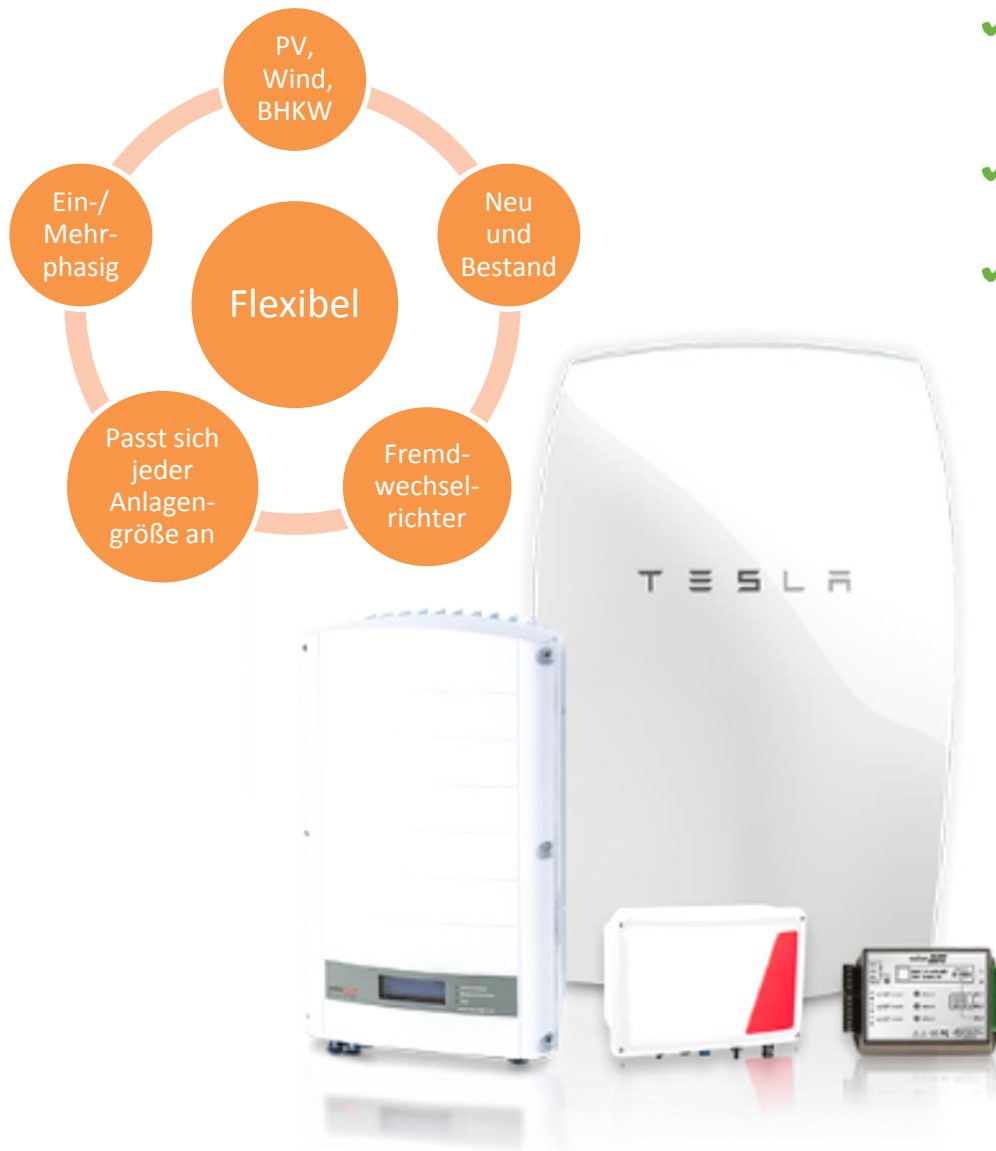 PV,
Wind,
BHKW
Neu
und
Bestand
Fremd-
wechsel-
richter
Passt sich
jeder
Anlagen-
größe an
Ein-/
Mehr-
phasig
Flexibel
TESLA